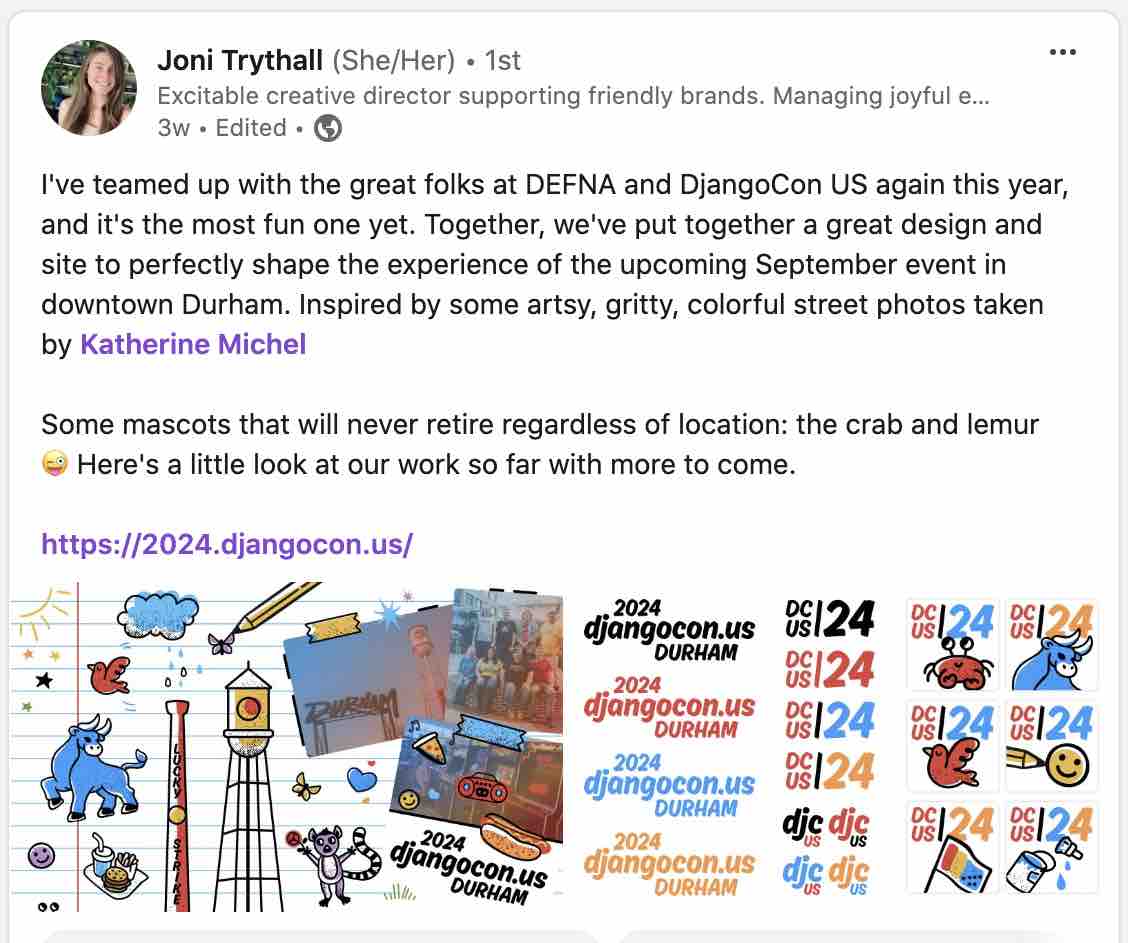 Joni Trythall (She/Her) • 1st
Excitable creative director supporting friendly brands. Managing joyful e...
3w • Edited •
I've teamed up with the great folks at DEFNA and DjangoCon US again this year,
and it's the most fun one yet. Together, we've put together a great design and
site to perfectly shape the experience of the upcoming September event in
downtown Durham. Inspired by some artsy, gritty, colorful street photos taken
by Katherine Michel
Some mascots that will never retire regardless of location: the crab and lemur
😜 Here's a little look at our work so far with more to come.
https://2024.djangocon.us/
DURHAM
LUCKY
STRIKE
2024
djangocon.us
DURHAM
2024
djangocon.us
DURHAM
2024
djangocon.us
DURHAM
2024
djangocon.us
DURHAM
2024
djangocon.us
DURHAM
DC
US|24
DC
US|24
DC
US|24
DC
US|24
djc
US
djc
US
djc
US
djc
US
DC
US|24
DC
US|24
DC
US|24
DC
US|24
DC
US|24
DC
US|24